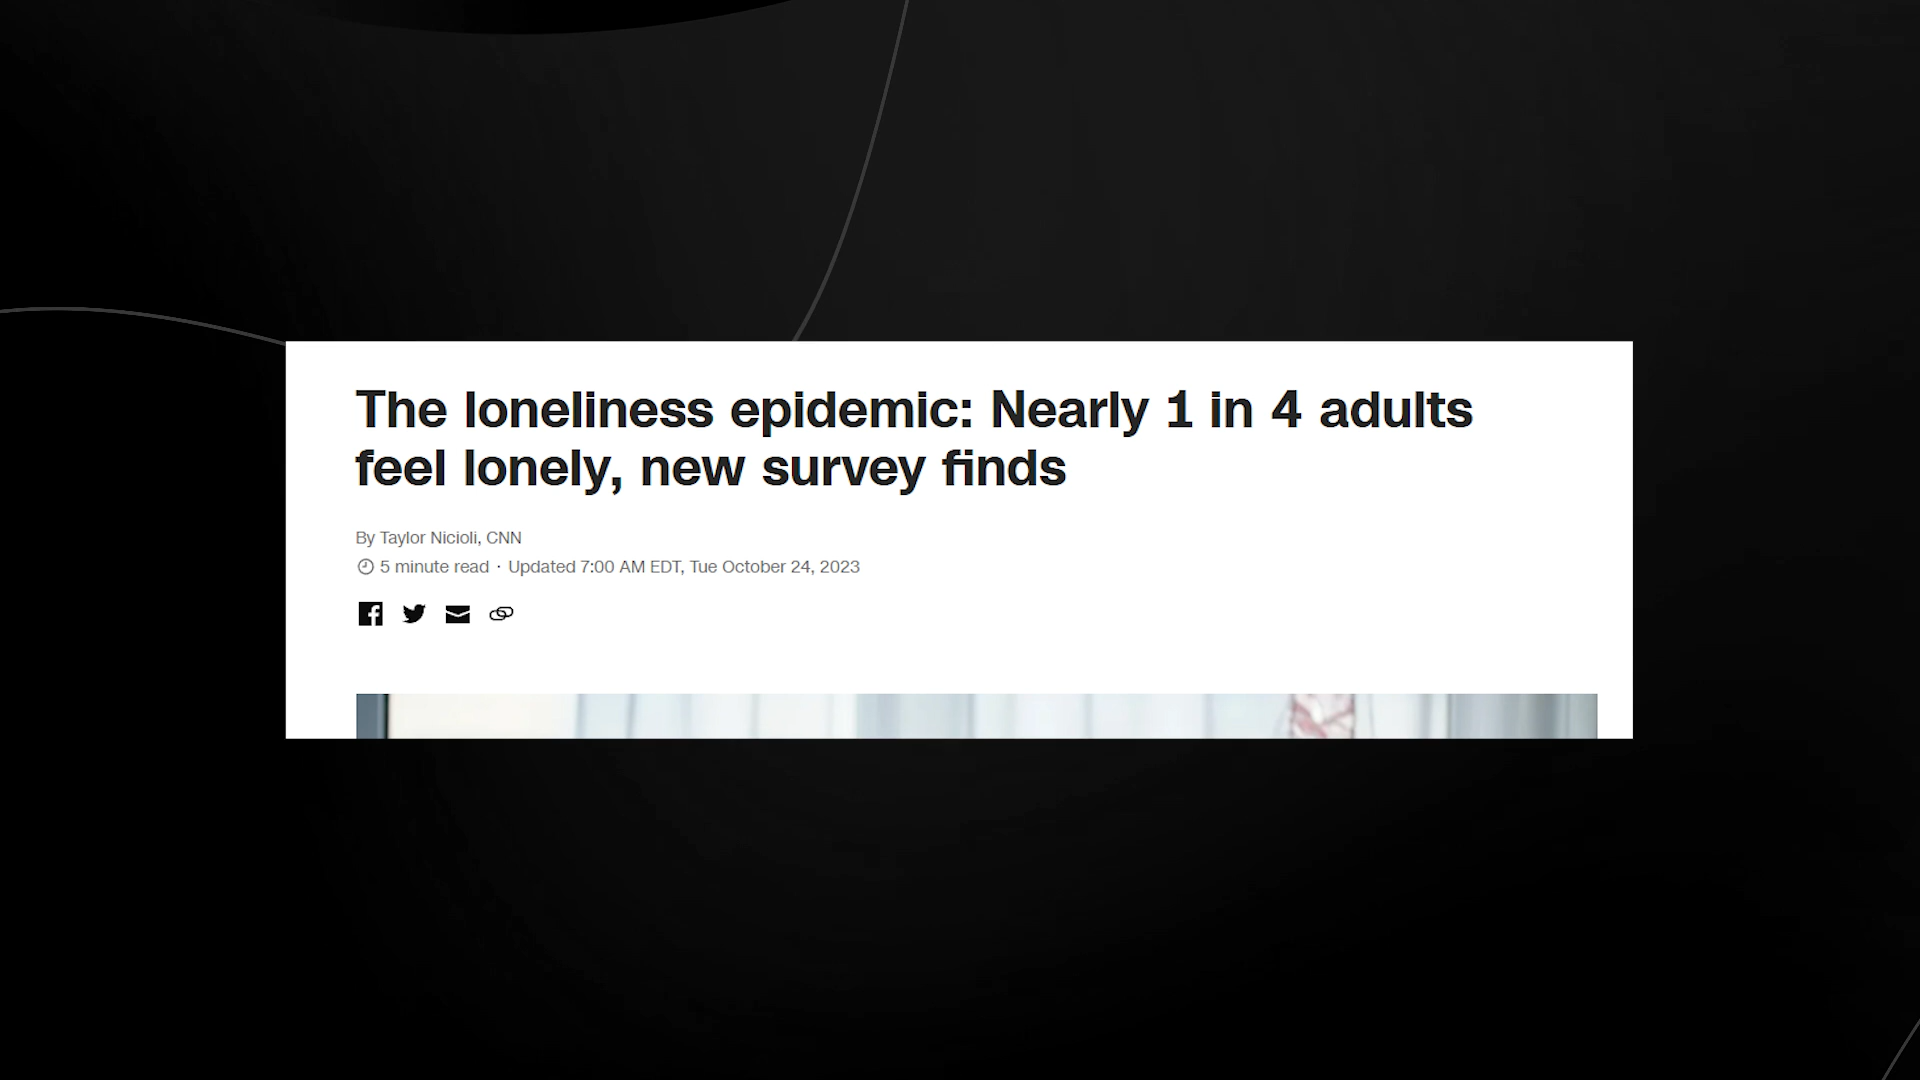 The loneliness epidemic: Nearly 1 in 4 adults
feel lonely, new survey finds
By Taylor Nicioli, CNN
5 minute read · Updated 7:00 AM EDT, Tue October 24, 2023